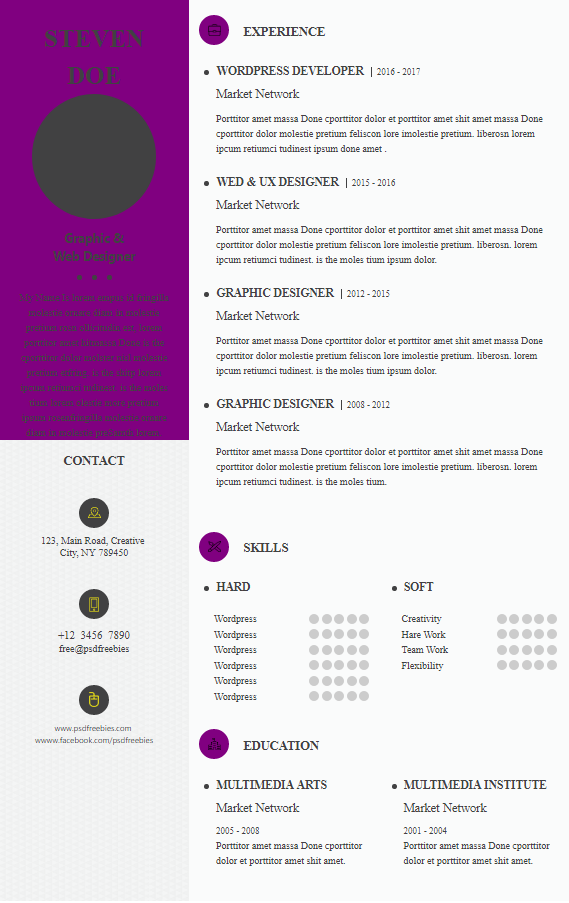 STEVEN
DOE
Graphic &
Web Designer
CONTACT
123, Main Road, Creative
City, NY 789450
+12 3456 7890
free@psdfreebies
www.psdfreebies.com
wwww.facebook.com/psdfreebies
EXPERIENCE
WORDPRESS DEVELOPER | 2016 - 2017
Market Network
Porttitor amet massa Done cporttitor dolor et porttitor amet shit amet massa Done
cporttitor dolor molestie pretium feliscon lore imolestie pretium. liberosn lorem
ipcum retiumci tudinest ipsum done amet .
WED & UX DESIGNER | 2015 - 2016
Market Network
Porttitor amet massa Done cporttitor dolor et porttitor amet shit amet massa Done
cporttitor dolor molestie pretium feliscon lore imolestie pretium. liberosn. lorem
ipcum retiumci tudinest. is the moles tium ipsum dolor.
GRAPHIC DESIGNER | 2012 - 2015
Market Network
Porttitor amet massa Done cporttitor dolor et porttitor amet shit amet massa Done
cporttitor dolor molestie pretium feliscon lore imolestie pretium. liberosn. lorem
ipcum retiumci tudinest. is the moles tium ipsum dolor.
GRAPHIC DESIGNER | 2008 - 2012
Market Network
Porttitor amet massa Done cporttitor dolor et porttitor amet shit amet massa Done
cporttitor dolor molestie pretium feliscon lore imolestie pretium. liberosn. lorem
ipcum retiumci tudinest. is the moles tium.
SKILLS
HARD
Wordpress
Wordpress
Wordpress
Wordpress
Wordpress
Wordpress
SOFT
Creativity
Hare Work
Team Work
Flexibility
EDUCATION
MULTIMEDIA ARTS
Market Network
2005 - 2008
Porttitor amet massa Done cporttitor
dolor et porttitor amet shit amet.
MULTIMEDIA INSTITUTE
Market Network
2001 - 2004
Porttitor amet massa Done cporttitor
dolor et porttitor amet shit amet.